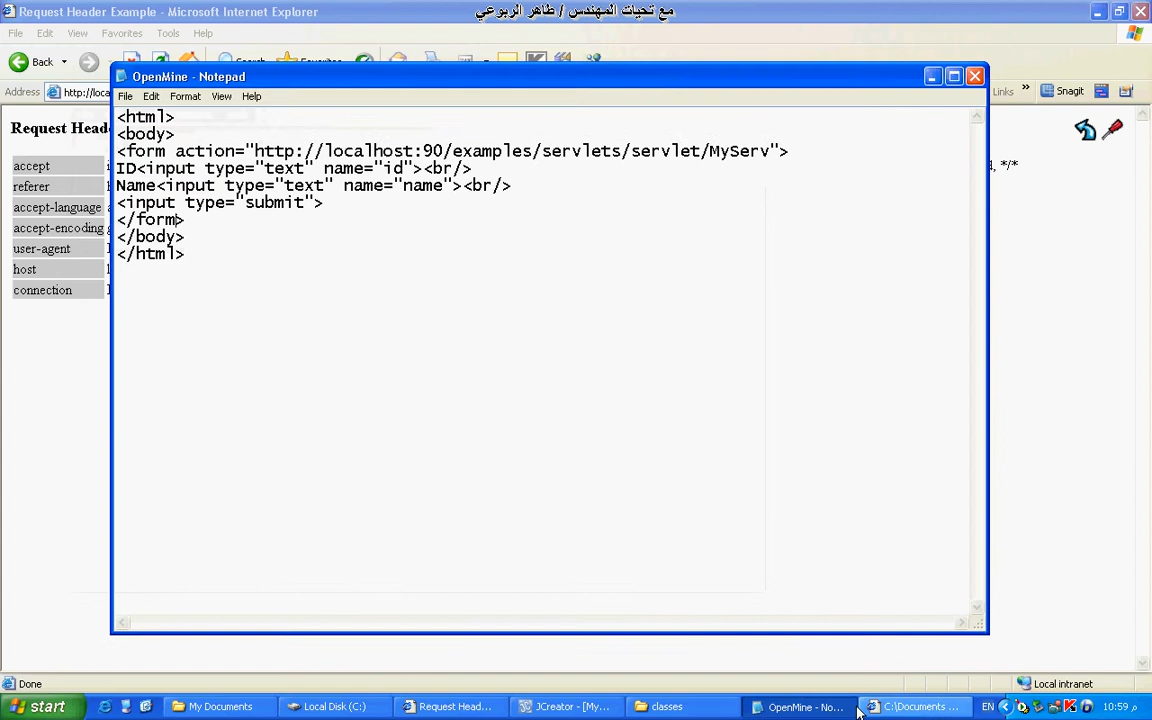 Request Header Example - Microsoft Internet Explorer
مع تحيات المهندس / طاهر الربوعي
File Edit View Favorites Tools Help
Back
Address http://loca
Links Snagit
Request Head
accept
, */*
referer
accept-language
accept-encoding
user-agent
host
connection
OpenMine - Notepad
File Edit Format View Help
<html>
<body>
<form action="http://localhost:90/examples/servlets/servlet/MyServ">
ID<input type="text" name="id"><br/>
Name<input type="text" name="name"><br/>
<input type="submit">
</form>
</body>
</html>
Done
Local intranet
start My Documents Local Disk (C:) Request Head... JCreator - [My... classes OpenMine - No... C:\Documents ... EN 10:59 م